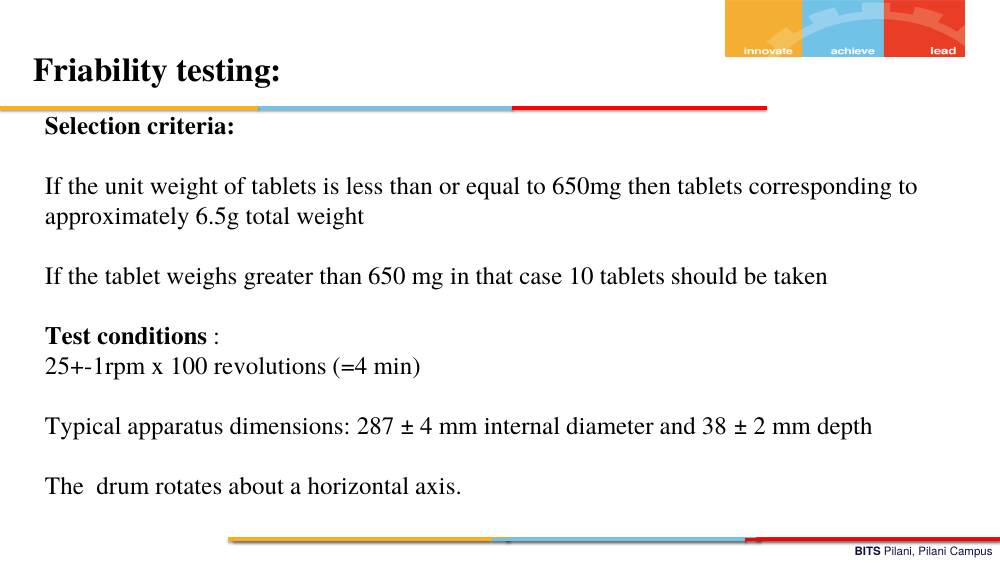 innovate achieve lead
Friability testing:
Selection criteria:
If the unit weight of tablets is less than or equal to 650mg then tablets corresponding to
approximately 6.5g total weight
If the tablet weighs greater than 650 mg in that case 10 tablets should be taken
Test conditions :
25+-1rpm x 100 revolutions (=4 min)
Typical apparatus dimensions: 287 ± 4 mm internal diameter and 38 ± 2 mm depth
The  drum rotates about a horizontal axis.
BITS Pilani, Pilani Campus